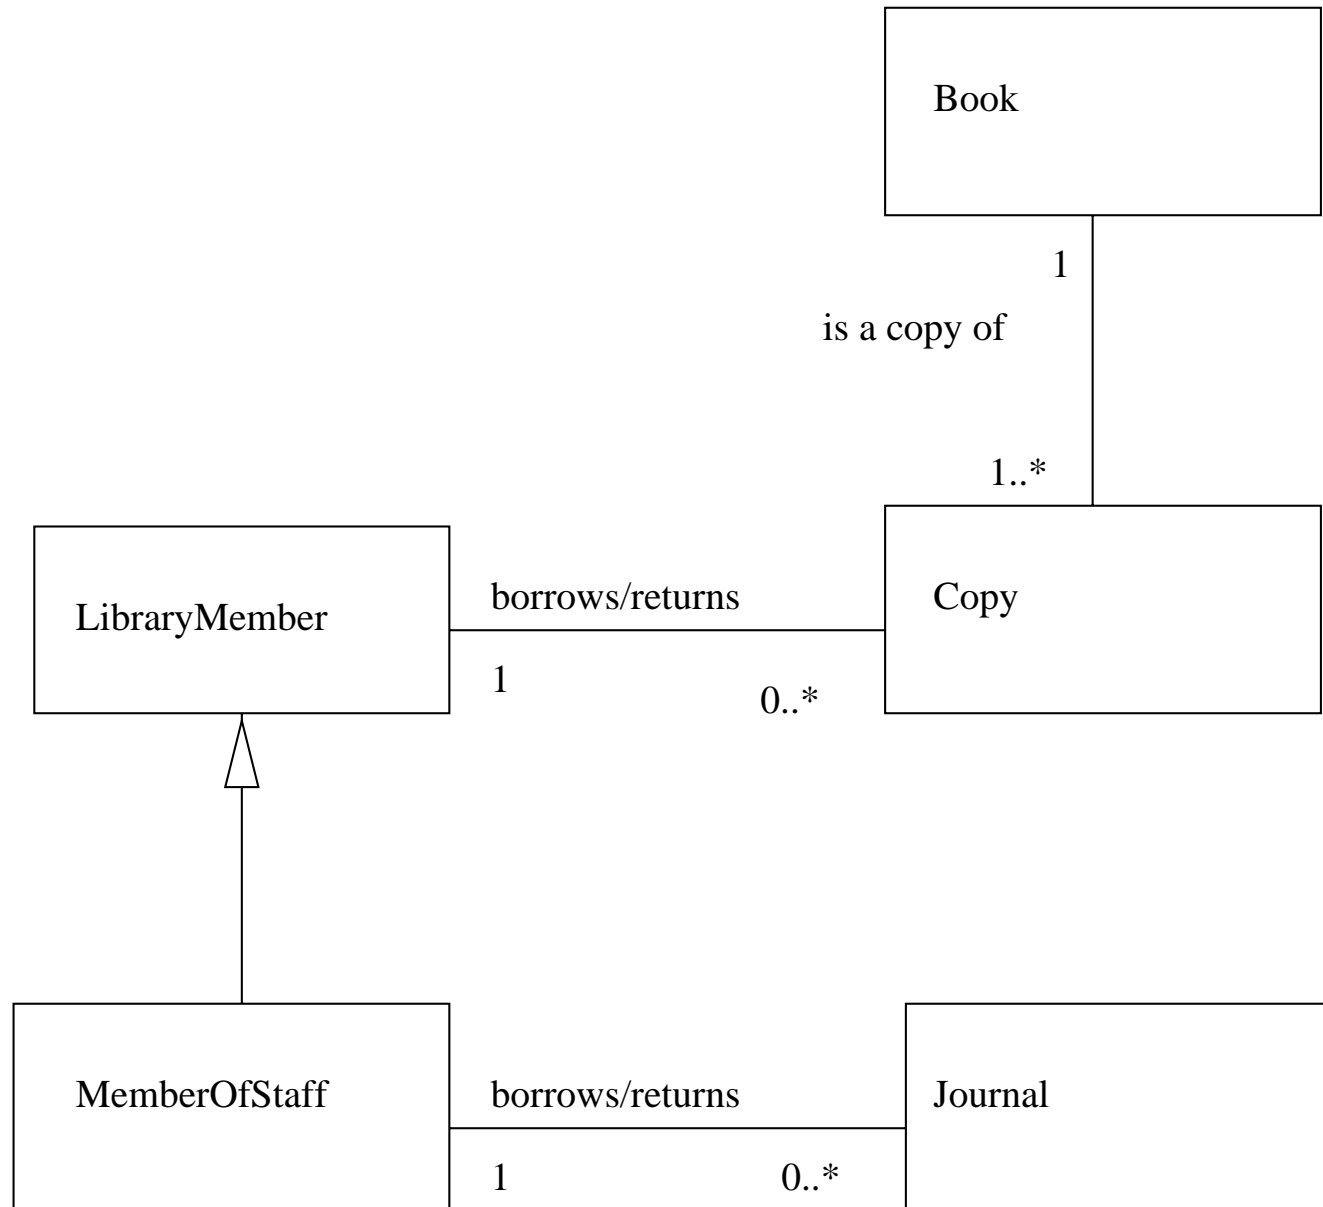 Book
1
is a copy of
1..*
LibraryMember
borrows/returns
Copy
1
0..*
MemberOfStaff
borrows/returns
Journal
1
0..*